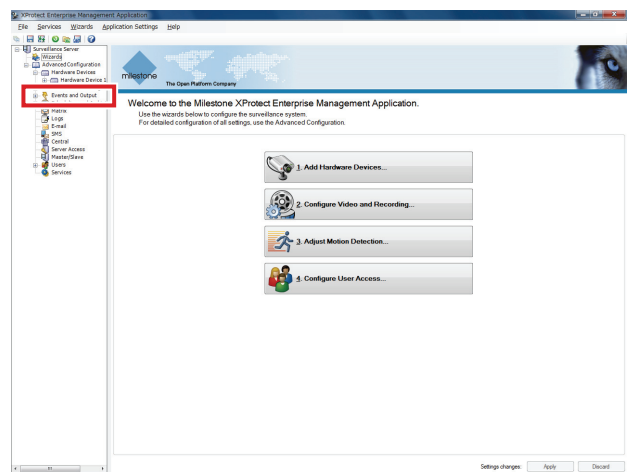 XProtect Enterprise Management Application
File Services Wizards Application Settings Help
Surveillance Server
Wizards
Advanced Configuration
Hardware Devices
Hardware Device 1
Events and Output
Matrix
Logs
E-mail
SMS
Central
Server Access
Master/Slave
Users
Services
milestone
The Open Platform Company
Welcome to the Milestone XProtect Enterprise Management Application.
Use the wizards below to configure the surveillance system.
For detailed configuration of all settings, use the Advanced Configuration.
1. Add Hardware Devices...
2. Configure Video and Recording...
3. Adjust Motion Detection...
4. Configure User Access...
Settings changes: Apply Discard